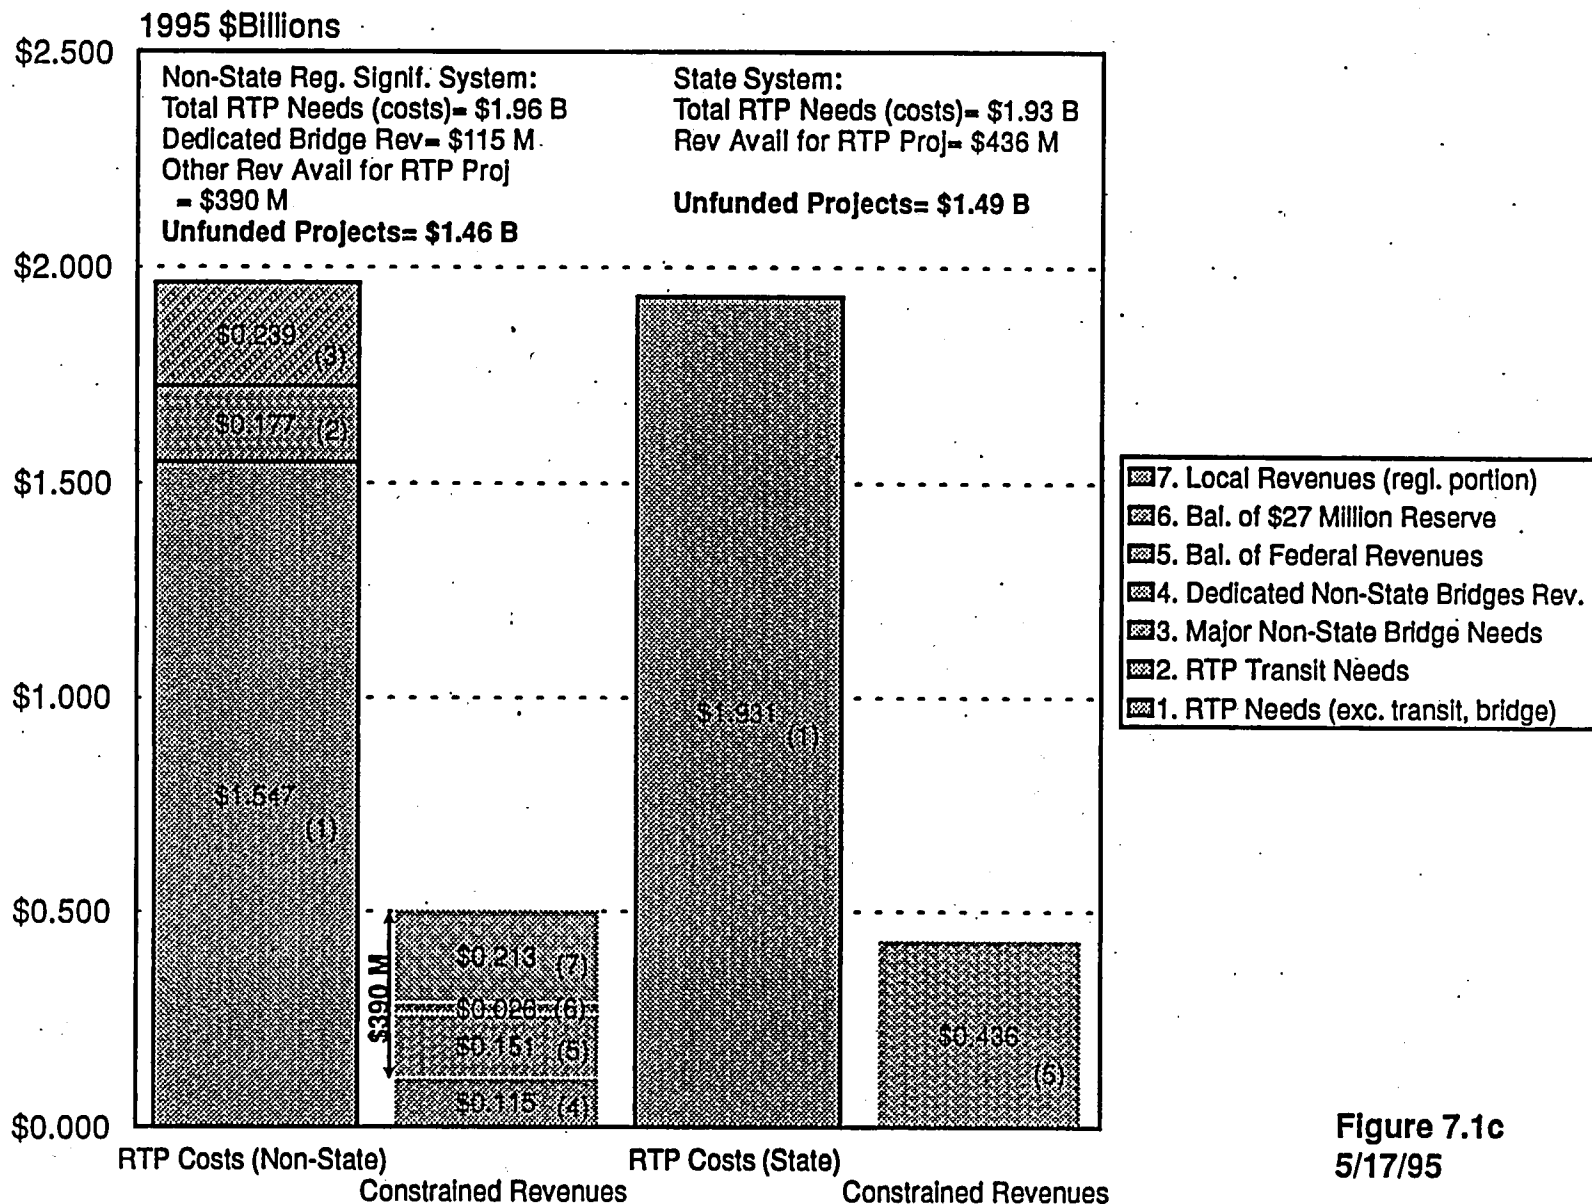 1995 $Billions
$2.500
$2.000
$1.500
$1.000
$0.500
$0.000
Non-State Reg. Signif. System:
Total RTP Needs (costs)= $1.96 B
Dedicated Bridge Rev= $115 M
Other Rev Avail for RTP Proj
= $390 M
Unfunded Projects= $1.46 B
State System:
Total RTP Needs (costs)= $1.93 B
Rev Avail for RTP Proj= $436 M
Unfunded Projects= $1.49 B
$0.239
(3)
$0.177 (2)
$1.547
(1)
$390 M
$0.213 (7)
(6)
$0.151 (5)
$0.115 (4)
$1.931
(1)
$0.436
(5)
7. Local Revenues (regl. portion)
6. Bal. of $27 Million Reserve
5. Bal. of Federal Revenues
4. Dedicated Non-State Bridges Rev.
3. Major Non-State Bridge Needs
2. RTP Transit Needs
1. RTP Needs (exc. transit, bridge)
RTP Costs (Non-State)
Constrained Revenues
RTP Costs (State)
Constrained Revenues
Figure 7.1c
5/17/95